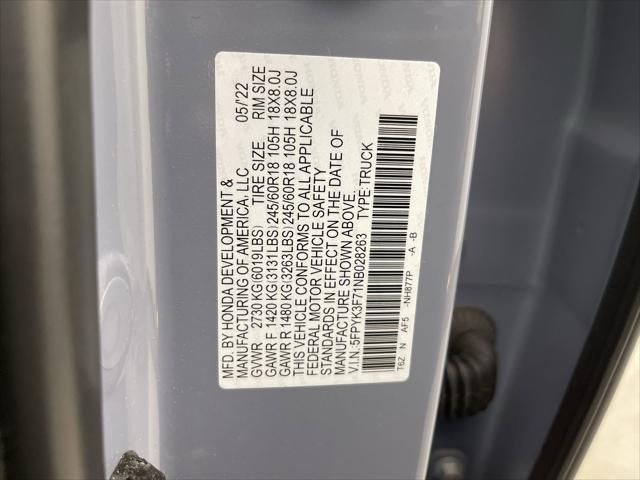 MFD. BY HONDA DEVELOPMENT & 05/22
MANUFACTURING OF AMERICA, LLC
GVWR 2730 KG(6019LBS) TIRE SIZE RIM SIZE
GAWR F 1420 KG(3131LBS) 245/60R18 105H 18X8.0J
GAWR R 1480 KG(3263LBS) 245/60R18 105H 18X8.0J
THIS VEHICLE CONFORMS TO ALL APPLICABLE
FEDERAL MOTOR VEHICLE SAFETY
STANDARDS IN EFFECT ON THE DATE OF
MANUFACTURE SHOWN ABOVE.
V.I.N.:5FPYK3F71NB028263 TYPE:TRUCK
T6Z N AF5 -NH877P -A -B